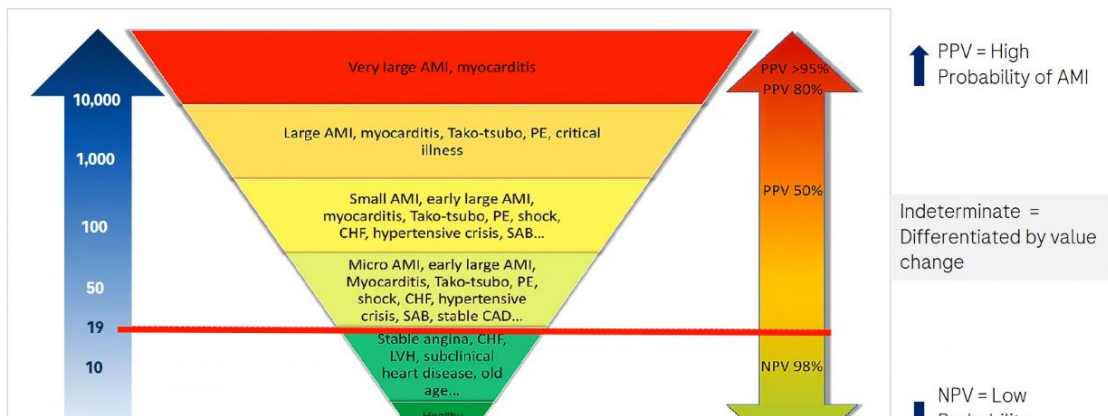 10,000
1,000
100
50
19
10
Very large AMI, myocarditis
Large AMI, myocarditis, Tako-tsubo, PE, critical
illness
Small AMI, early large AMI,
myocarditis, Tako-tsubo, PE, shock,
CHF, hypertensive crisis, SAB...
Micro AMI, early large AMI,
Myocarditis, Tako-tsubo, PE,
shock, CHF, hypertensive
crisis, SAB, stable CAD...
Stable angina, CHF,
LVH, subclinical
heart disease, old
age...
PPV >95%
PPV 80%
PPV 50%
NPV 98%
PPV = High
Probability of AMI
Indeterminate =
Differentiated by value
change
NPV = Low